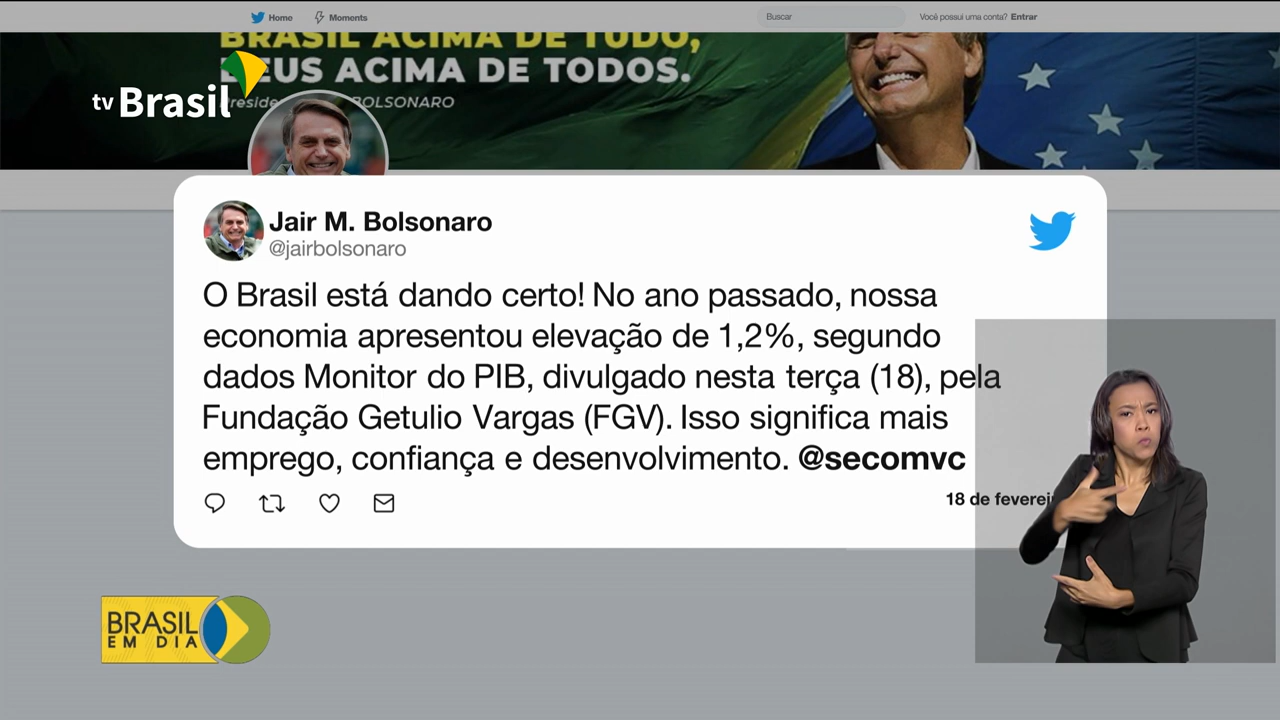 Home Moments Buscar Você possui uma conta? Entrar
BRASIL ACIMA DE TUDO,
DEUS ACIMA DE TODOS.
BOLSONARO
tv Brasil
Jair M. Bolsonaro
@jairbolsonaro
O Brasil está dando certo! No ano passado, nossa
economia apresentou elevação de 1,2%, segundo
dados Monitor do PIB, divulgado nesta terça (18), pela
Fundação Getulio Vargas (FGV). Isso significa mais
emprego, confiança e desenvolvimento. @secomvc
18 de feverei
BRASIL
EM DIA